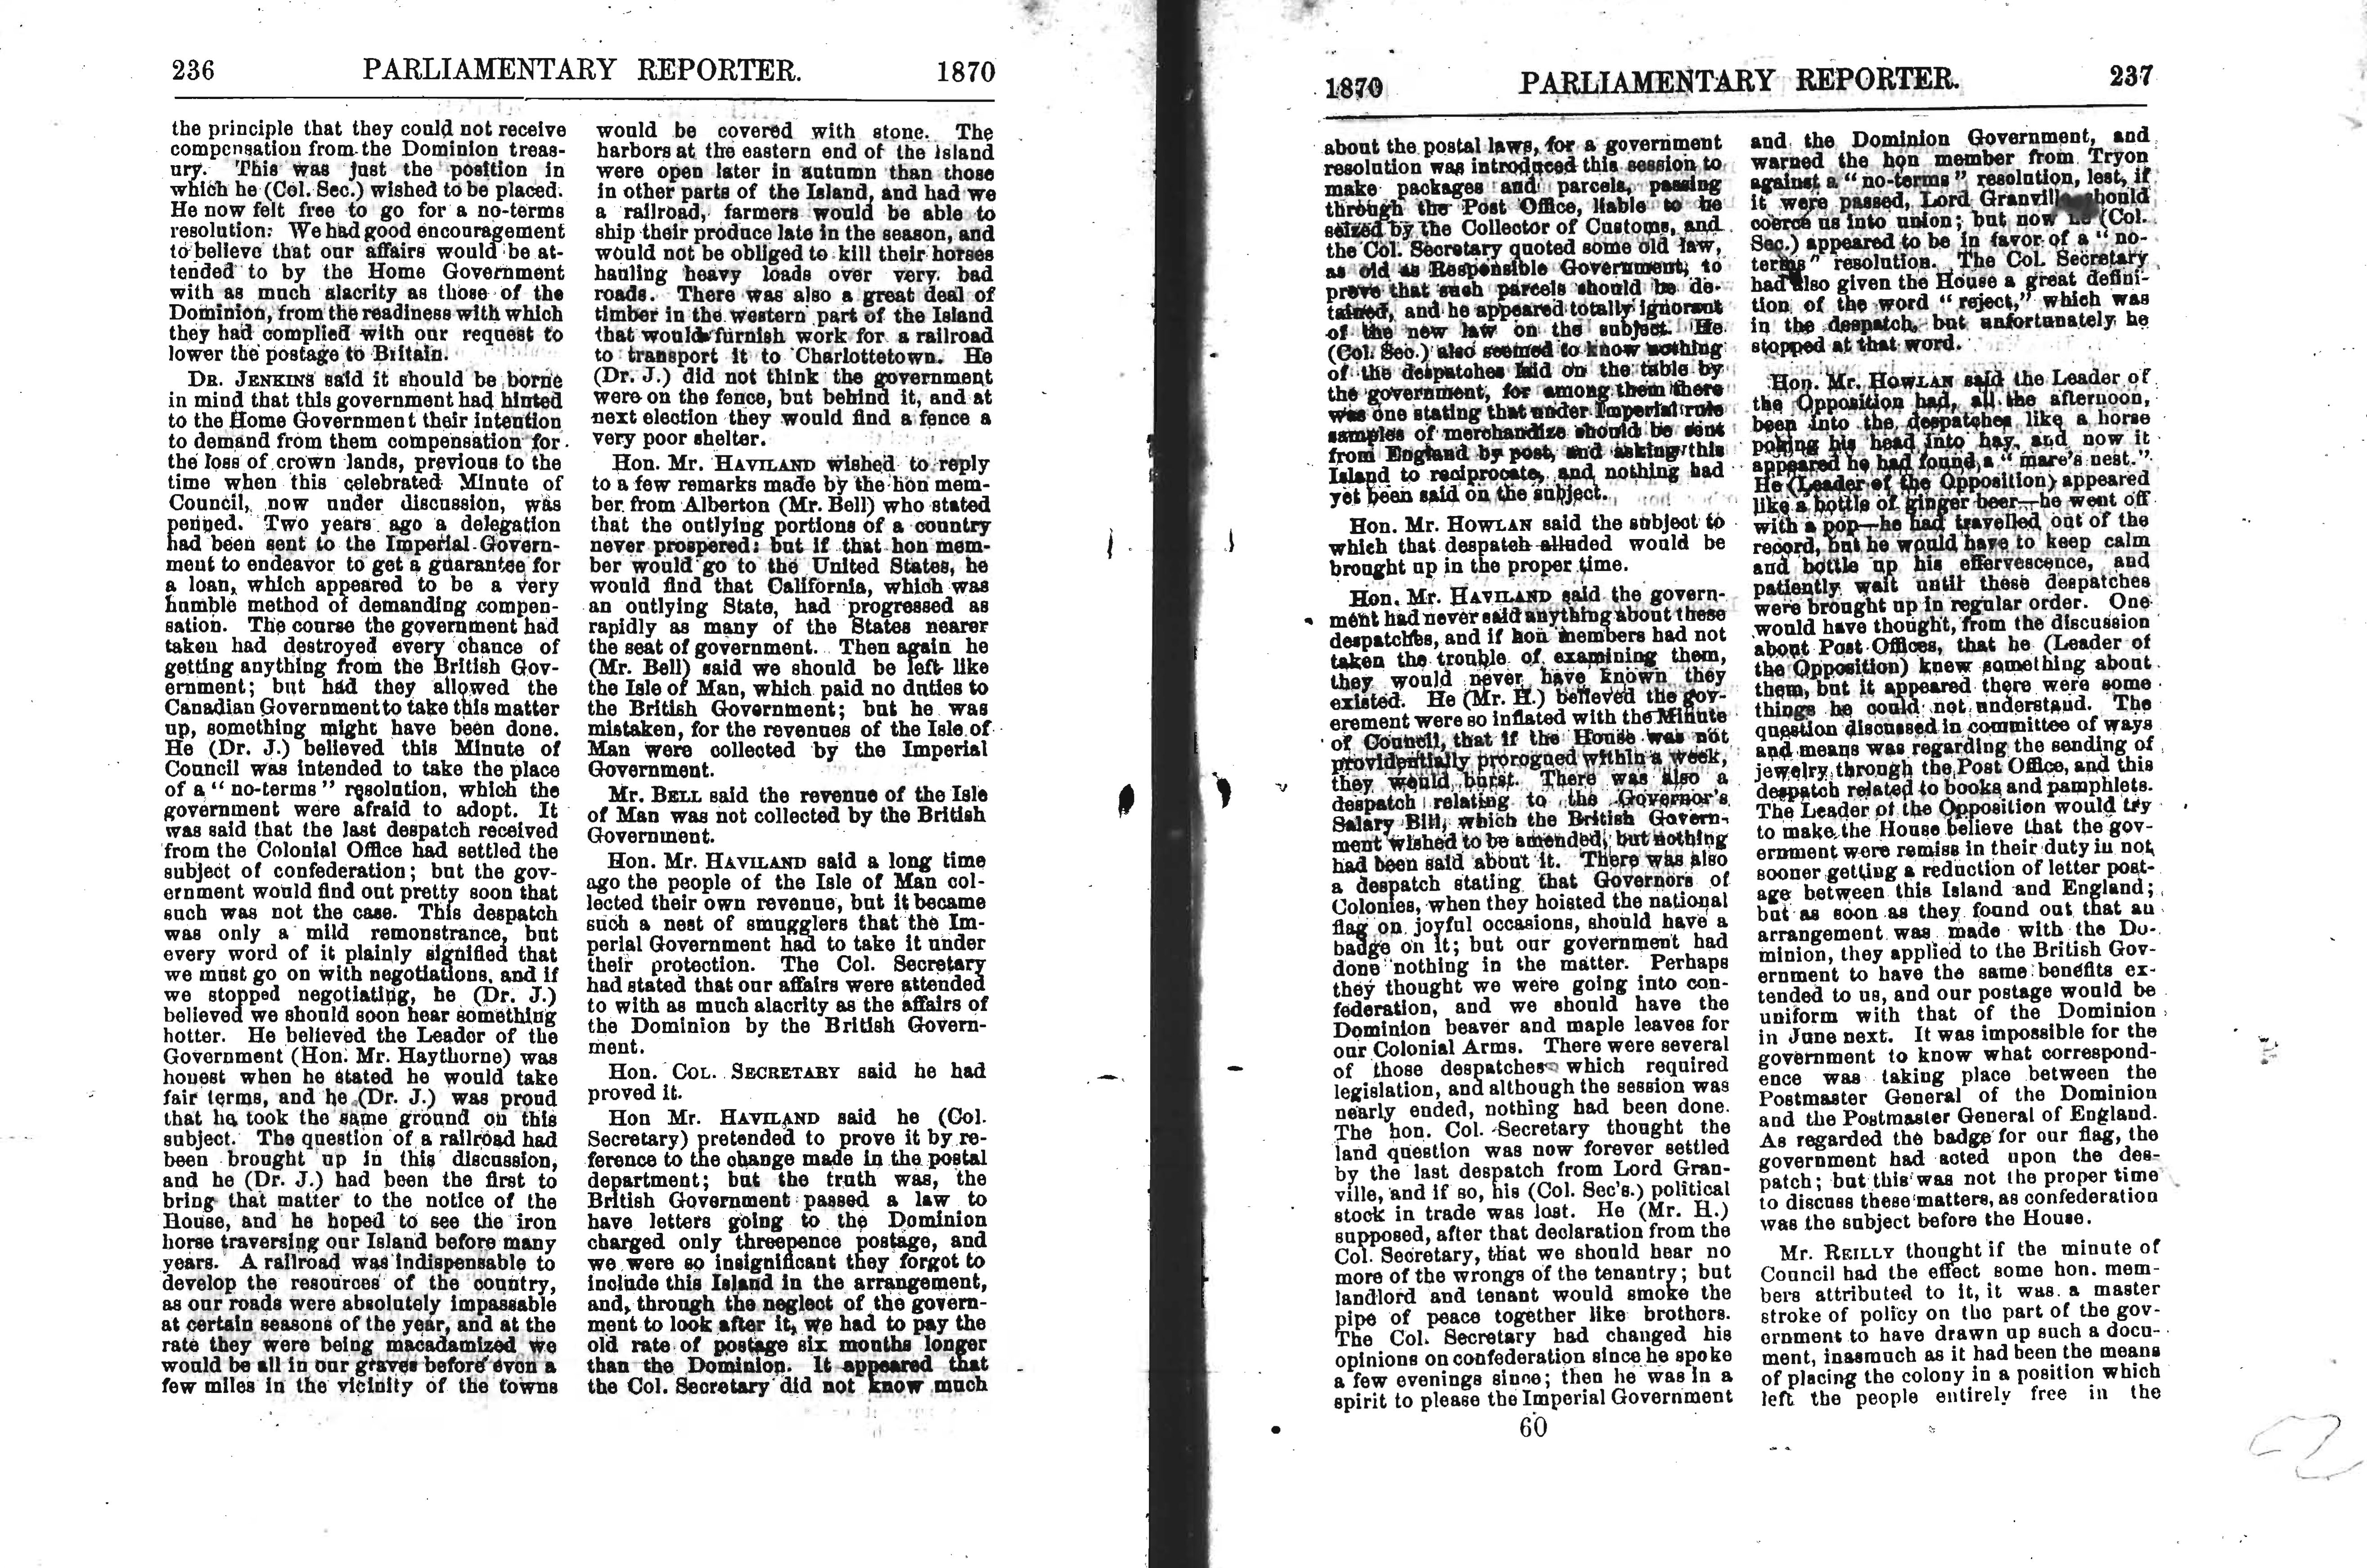 236 PARLIAMENTARY REPORTER. 1870
the principle that they could not receive
compensation from the Dominion treas-
ury. This was just the position in
which he (Col. Sec.) wished to be placed.
He now felt free to go for a no-terms
resolution: We had good encouragement
to believe that our affairs would be at-
tended to by the Home Government
with as much alacrity as those of the
Dominion, from the readiness with which
they had complied with our request to
lower the postage to Britain.
DR. JENKINS said it should be borne
in mind that this government had hinted
to the Home Government their intention
to demand from them compensation for
the loss of crown lands, previous to the
time when this celebrated Minute of
Council, now under discussion, was
penned. Two years ago a delegation
had been sent to the Imperial Govern-
ment to endeavor to get a guarantee for
a loan, which appeared to be a very
humble method of demanding compen-
sation. The course the government had
taken had destroyed every chance of
getting anything from the British Gov-
ernment; but had they allowed the
Canadian Government to take this matter
up, something might have been done.
He (Dr. J.) believed this Minute of
Council was intended to take the place
of a "no-terms" resolution, which the
government were afraid to adopt. It
was said that the last despatch received
from the Colonial Office had settled the
subject of confederation; but the gov-
ernment would find out pretty soon that
such was not the case. This despatch
was only a mild remonstrance, but
every word of it plainly signified that
we must go on with negotiations, and if
we stopped negotiating, he (Dr. J.)
believed we should soon hear something
hotter. He believed the Leader of the
Government (Hon. Mr. Haythorne) was
honest when he stated he would take
fair terms, and he (Dr. J.) was proud
that he took the same ground on this
subject. The question of a railroad had
been brought up in this discussion,
and he (Dr. J.) had been the first to
bring that matter to the notice of the
House, and he hoped to see the iron
horse traversing our Island before many
years. A railroad was indispensable to
develop the resources of the country,
as our roads were absolutely impassable
at certain seasons of the year, and at the
rate they were being macadamized we
would be all in our graves before even a
few miles in the vicinity of the towns
would be covered with stone. The
harbors at the eastern end of the Island
were open later in autumn than those
in other parts of the Island, and had we
a railroad, farmers would be able to
ship their produce late in the season, and
would not be obliged to kill their horses
hauling heavy loads over very bad
roads. There was also a great deal of
timber in the western part of the Island
that would furnish work for a railroad
to transport it to Charlottetown. He
(Dr. J.) did not think the government
were on the fence, but behind it, and at
next election they would find a fence a
very poor shelter.
Hon. Mr. HAVILAND wished to reply
to a few remarks made by the hon mem-
ber from Alberton (Mr. Bell) who stated
that the outlying portions of a country
never prospered: but if that hon mem-
ber would go to the United States, he
would find that California, which was
an outlying State, had progressed as
rapidly as many of the States nearer
the seat of government. Then again he
(Mr. Bell) said we should be left like
the Isle of Man, which paid no duties to
the British Government; but he was
mistaken, for the revenues of the Isle of
Man were collected by the Imperial
Government.
Mr. BELL said the revenue of the Isle
of Man was not collected by the British
Government.
Hon. Mr. HAVILAND said a long time
ago the people of the Isle of Man col-
lected their own revenue, but it became
such a nest of smugglers that the Im-
perial Government had to take it under
their protection. The Col. Secretary
had stated that our affairs were attended
to with as much alacrity as the affairs of
the Dominion by the British Govern-
ment.
Hon. COL. SECRETARY said he had
proved it.
Hon Mr. HAVILAND said he (Col.
Secretary) pretended to prove it by re-
ference to the change made in the postal
department; but the truth was, the
British Government passed a law to
have letters going to the Dominion
charged only threepence postage, and
we were so insignificant they forgot to
include this Island in the arrangement,
and, through the neglect of the govern-
ment to look after it, we had to pay the
old rate of postage six months longer
than the Dominion. It appeared that
the Col. Secretary did not know much
1870 PARLIAMENTARY REPORTER. 237
about the postal laws, for a government
resolution was introduced this session to
make packages and parcels, passing
through the Post Office, liable to be
seized by the Collector of Customs, and
the Col. Secretary quoted some old law,
as old as Responsible Government, to
prove that such parcels should be de-
tained, and he appeared totally ignorant
of the new law on the subject. He
(Col. Sec.) also seemed to know nothing
of the despatches laid on the table by
the government, for among them there
was one stating that under Imperial rule
samples of merchandize should be sent
from England by post, and asking this
Island to reciprocate, and nothing had
yet been said on the subject.
Hon. Mr. HOWLAN said the subject to
which that despatch alluded would be
brought up in the proper time.
Hon. Mr. HAVILAND said the govern-
ment had never said anything about these
despatches, and if hon members had not
taken the trouble of examining them,
they would never have known they
existed. He (Mr. H.) believed the gov-
erement were so inflated with the Minute
of Council, that if the House was not
providentially prorogued within a week,
they would burst. There was also a
despatch relating to the Governor's
Salary Bill, which the British Govern-
ment wished to be amended, but nothing
had been said about it. There was also
a despatch stating that Governors of
Colonies, when they hoisted the national
flag on joyful occasions, should have a
badge on it; but our government had
done nothing in the matter. Perhaps
they thought we were going into con-
federation, and we should have the
Dominion beaver and maple leaves for
our Colonial Arms. There were several
of those despatches which required
legislation, and although the session was
nearly ended, nothing had been done.
The hon. Col. Secretary thought the
land question was now forever settled
by the last despatch from Lord Gran-
ville, and if so, his (Col. Sec's.) political
stock in trade was lost. He (Mr. H.)
supposed, after that declaration from the
Col. Secretary, that we should hear no
more of the wrongs of the tenantry; but
landlord and tenant would smoke the
pipe of peace together like brothers.
The Col. Secretary had changed his
opinions on confederation since he spoke
a few evenings since; then he was in a
spirit to please the Imperial Government
60
and the Dominion Government, and
warned the hon member from Tryon
against a "no-terms" resolution, lest, if
it were passed, Lord Granville should
coerce us into union; but now he (Col.
Sec.) appeared to be in favor of a "no-
terms" resolution. The Col. Secretary
had also given the House a great defini-
tion of the word "reject," which was
in the despatch, but unfortunately he
stopped at that word.
Hon. Mr. HOWLAN said the Leader of
the Opposition had, all the afternoon,
been into the despatches like a horse
poking his head into hay, and now it
appeared he had found a "mare's nest."
He (Leader of the Opposition) appeared
like a bottle of ginger beer—he went off
with a pop—he had travelled out of the
record, but he would have to keep calm
and bottle up his effervescence, and
patiently wait until these despatches
were brought up in regular order. One
would have thought, from the discussion
about Post Offices, that he (Leader of
the Opposition) knew something about
them, but it appeared there were some
things he could not understand. The
question discussed in committee of ways
and means was regarding the sending of
jewelry through the Post Office, and this
despatch related to books and pamphlets.
The Leader of the Opposition would try
to make the House believe that the gov-
ernment were remiss in their duty in not
sooner getting a reduction of letter post-
age between this Island and England;
but as soon as they found out that an
arrangement was made with the Do-
minion, they applied to the British Gov-
ernment to have the same benefits ex-
tended to us, and our postage would be
uniform with that of the Dominion
in June next. It was impossible for the
government to know what correspond-
ence was taking place between the
Postmaster General of the Dominion
and the Postmaster General of England.
As regarded the badge for our flag, the
government had acted upon the des-
patch; but this was not the proper time
to discuss these matters, as confederation
was the subject before the House.
Mr. REILLY thought if the minute of
Council had the effect some hon. mem-
bers attributed to it, it was a master
stroke of policy on the part of the gov-
ernment to have drawn up such a docu-
ment, inasmuch as it had been the means
of placing the colony in a position which
left the people entirely free in the